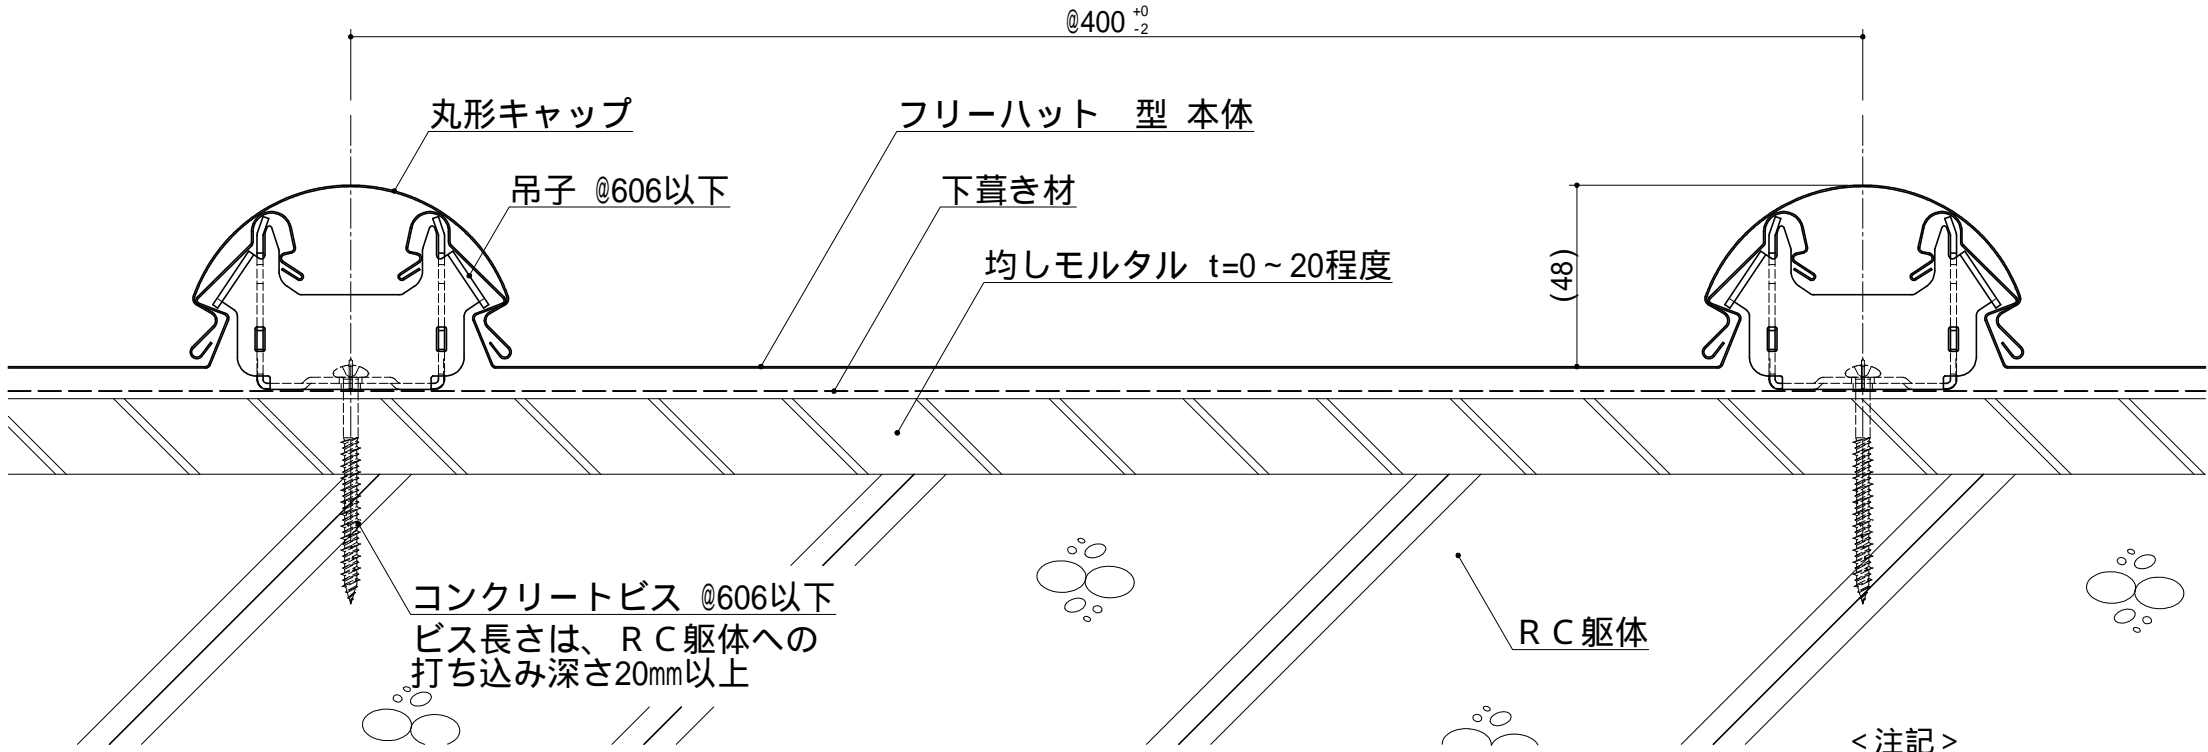 @400 +0 -2
丸形キャップ
フリーハット　型 本体
吊子 @606以下
下葺き材
均しモルタル t=0～20程度
(48)
コンクリートビス @606以下
ビス長さは、ＲＣ躯体への
打ち込み深さ20㎜以上
ＲＣ躯体
<注記>